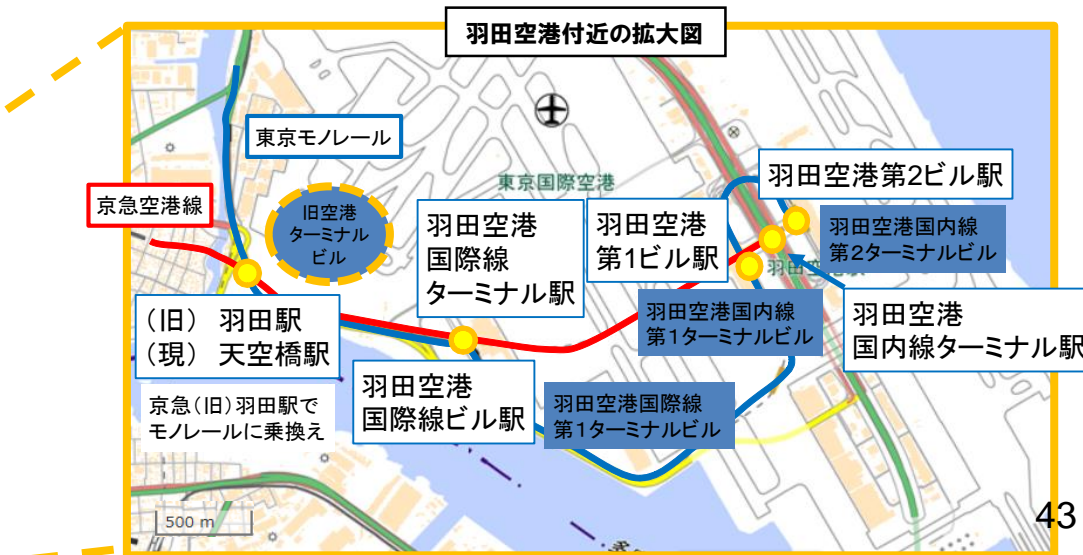 羽田空港付近の拡大図
東京モノレール
東京国際空港
羽田空港第2ビル駅
京急空港線
旧空港
ターミナル
ビル
羽田空港
国際線
ターミナル駅
羽田空港
第1ビル駅
羽田空港国内線
第2ターミナルビル
羽田空港国内線
第1ターミナルビル
(旧) 羽田駅
(現) 天空橋駅
羽田空港
国内線ターミナル駅
羽田空港
国際線ビル駅
羽田空港国際線
第1ターミナルビル
京急(旧)羽田駅で
モノレールに乗換え
500 m
43